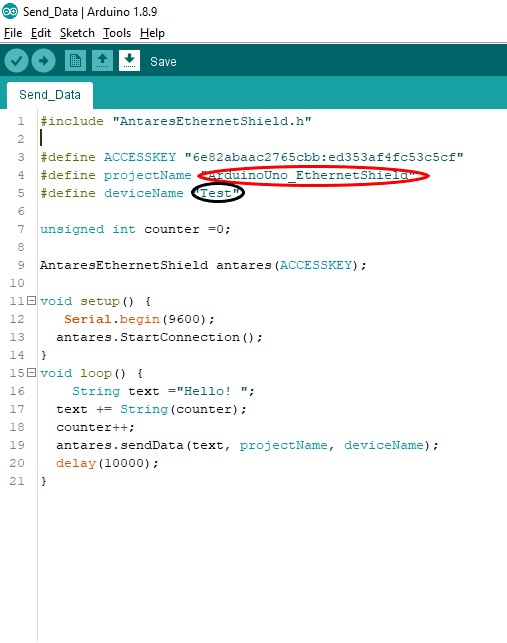 Send_Data | Arduino 1.8.9
File Edit Sketch Tools Help
Save
Send_Data
1 #include "AntaresEthernetShield.h"
2
3 #define ACCESSKEY "6e82abaac2765cbb:ed353af4fc53c5cf"
4 #define projectName "ArduinoUno_EthernetShield"
5 #define deviceName "Test"
6
7 unsigned int counter =0;
8
9 AntaresEthernetShield antares(ACCESSKEY);
10
11 void setup() {
12 Serial.begin(9600);
13 antares.StartConnection();
14 }
15 void loop() {
16 String text ="Hello! ";
17 text += String(counter);
18 counter++;
19 antares.sendData(text, projectName, deviceName);
20 delay(10000);
21 }